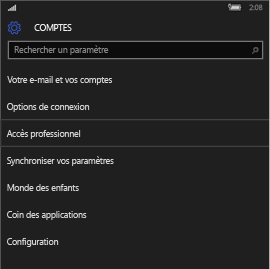 2:08
COMPTES
Rechercher un paramètre
Votre e-mail et vos comptes
Options de connexion
Accès professionnel
Synchroniser vos paramètres
Monde des enfants
Coin des applications
Configuration